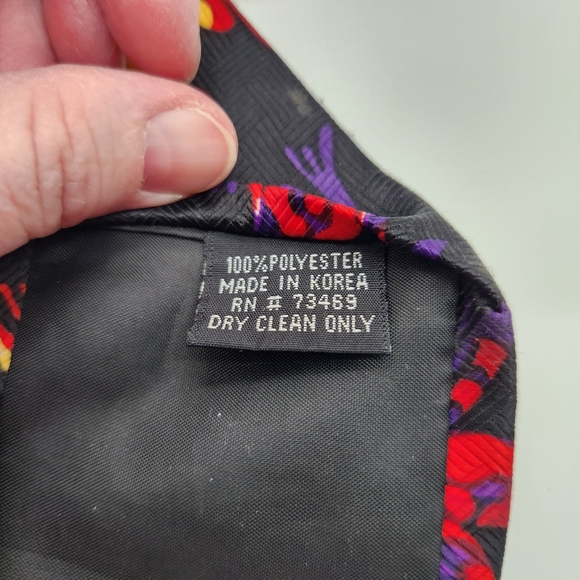 100%POLYESTER
MADE IN KOREA
RN # 73469
DRY CLEAN ONLY